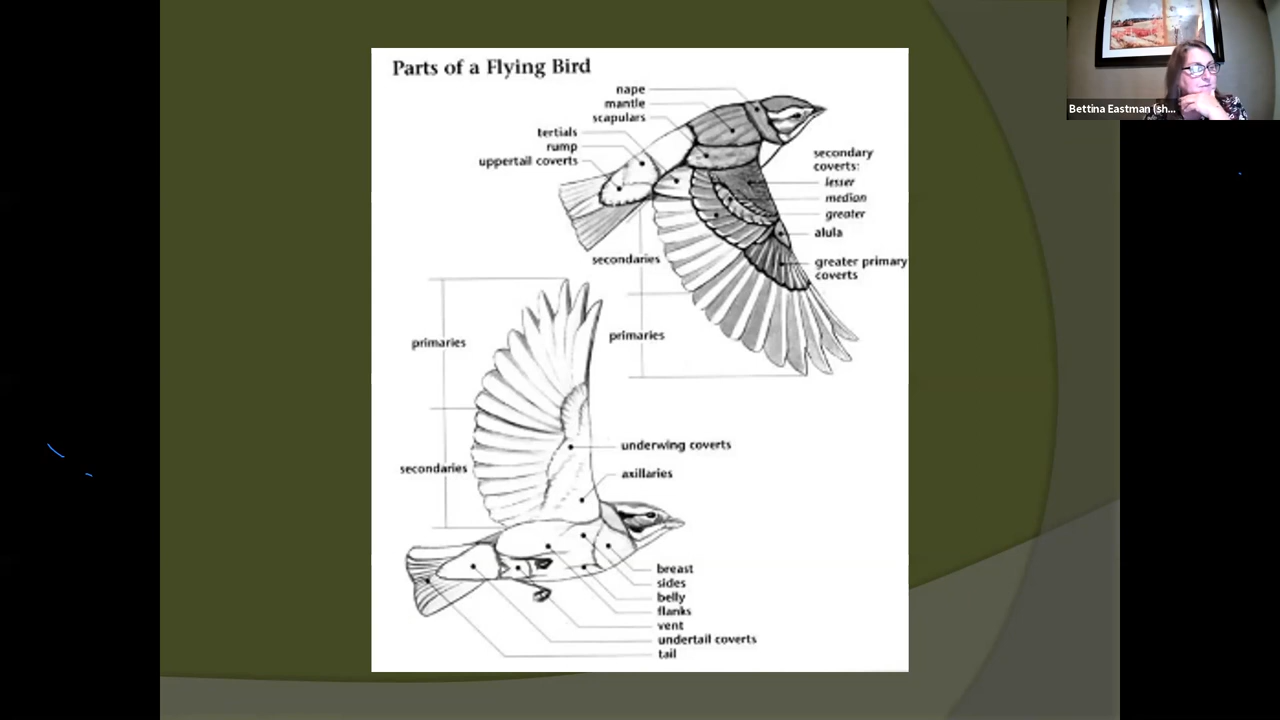 Parts of a Flying Bird
nape
mantle
scapulars
tertials
rump
uppertail coverts
secondary
coverts:
lesser
median
greater
alula
greater primary
coverts
secondaries
primaries
primaries
secondaries
underwing coverts
axillaries
breast
sides
belly
flanks
vent
undertail coverts
tail
Bettina Eastman (sh...